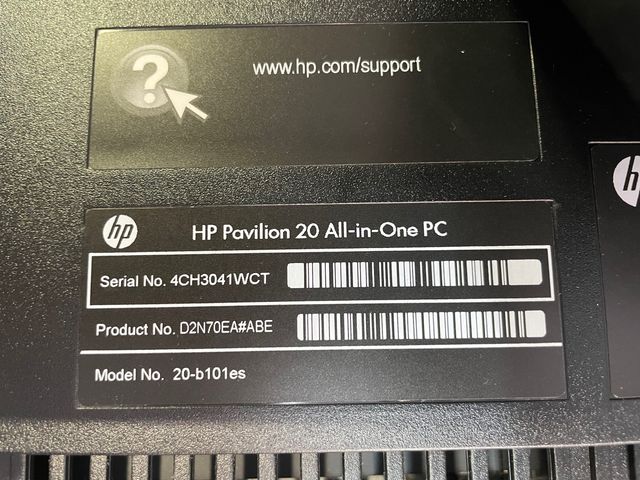 ?
www.hp.com/support
hp
HP Pavilion 20 All-in-One PC
Serial No. 4CH3041WCT
Product No. D2N70EA#ABE
Model No. 20-b101es
h